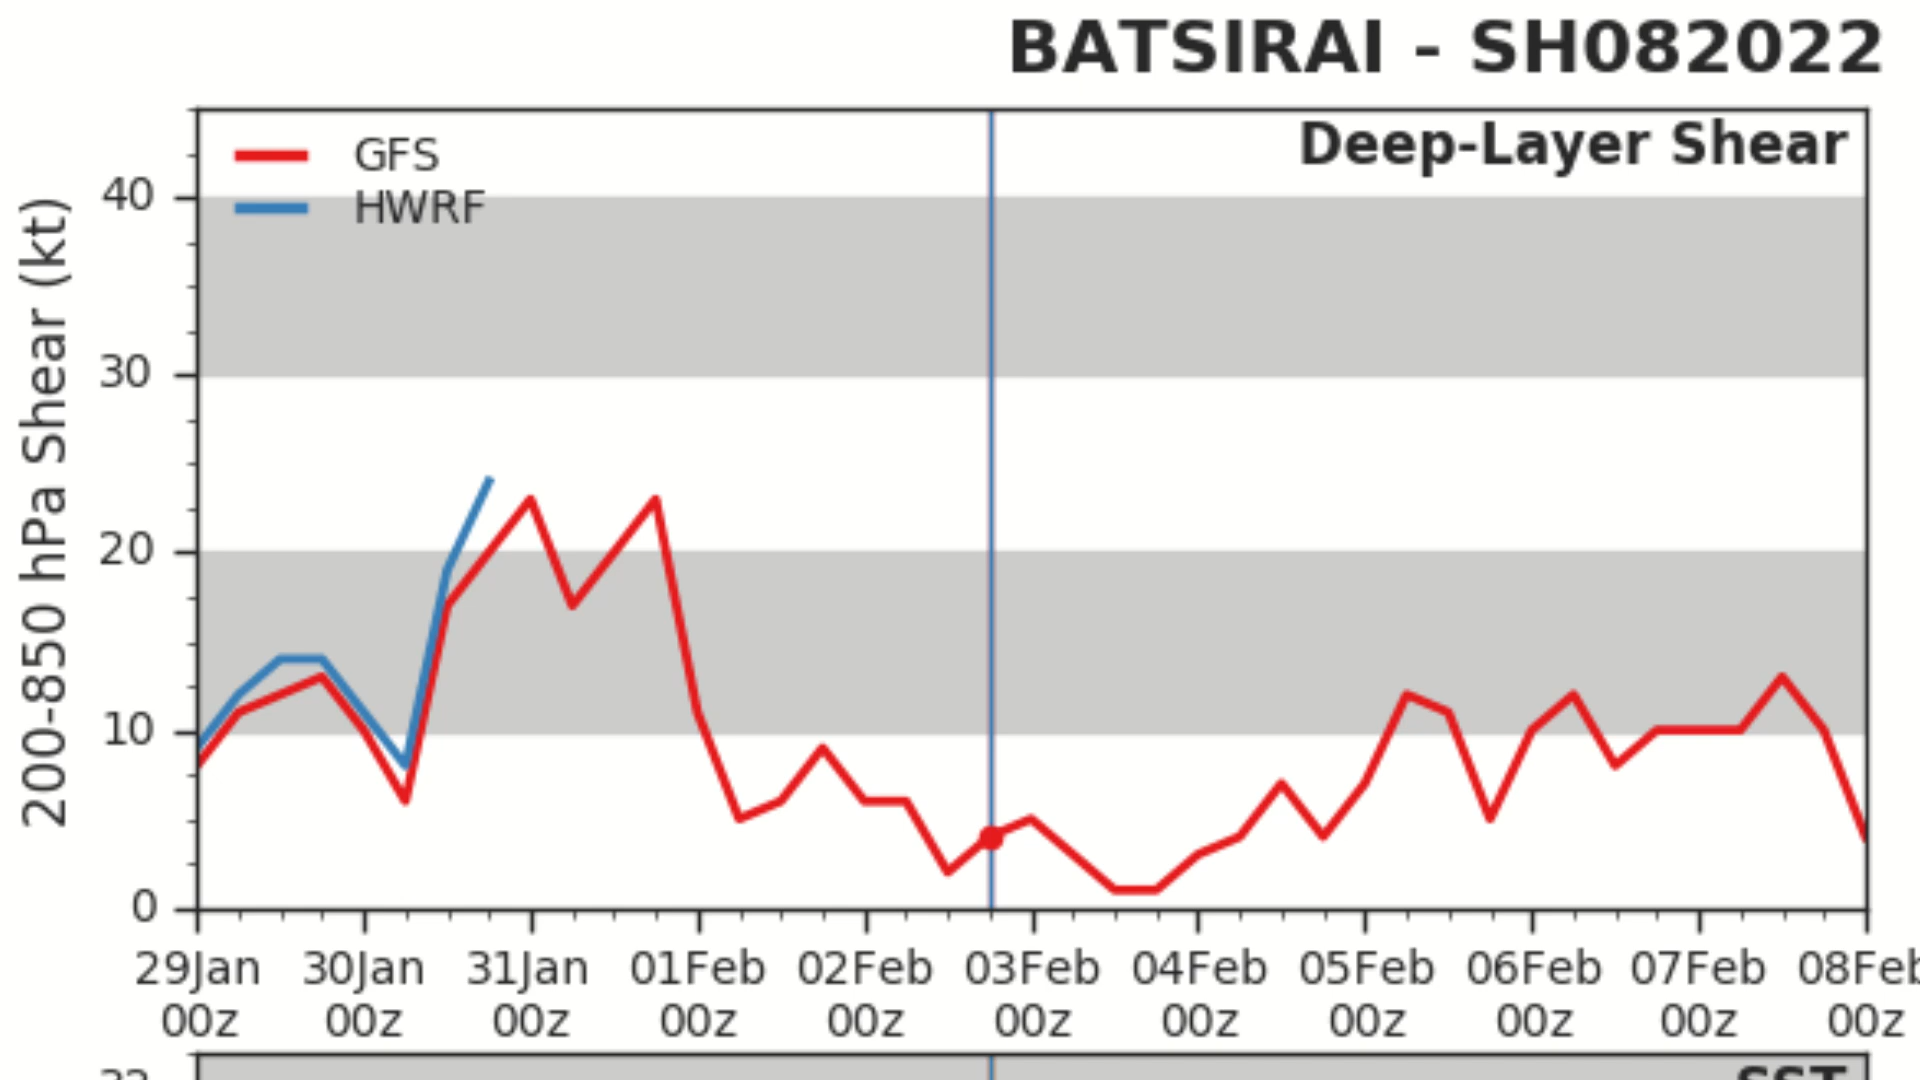 BATSIRAI - SH082022
Deep-Layer Shear
GFS
HWRF
200-850 hPa Shear (kt)
40
30
20
10
0
29Jan 30Jan 31Jan 01Feb 02Feb 03Feb 04Feb 05Feb 06Feb 07Feb 08Feb
00z 00z 00z 00z 00z 00z 00z 00z 00z 00z 00z
SST